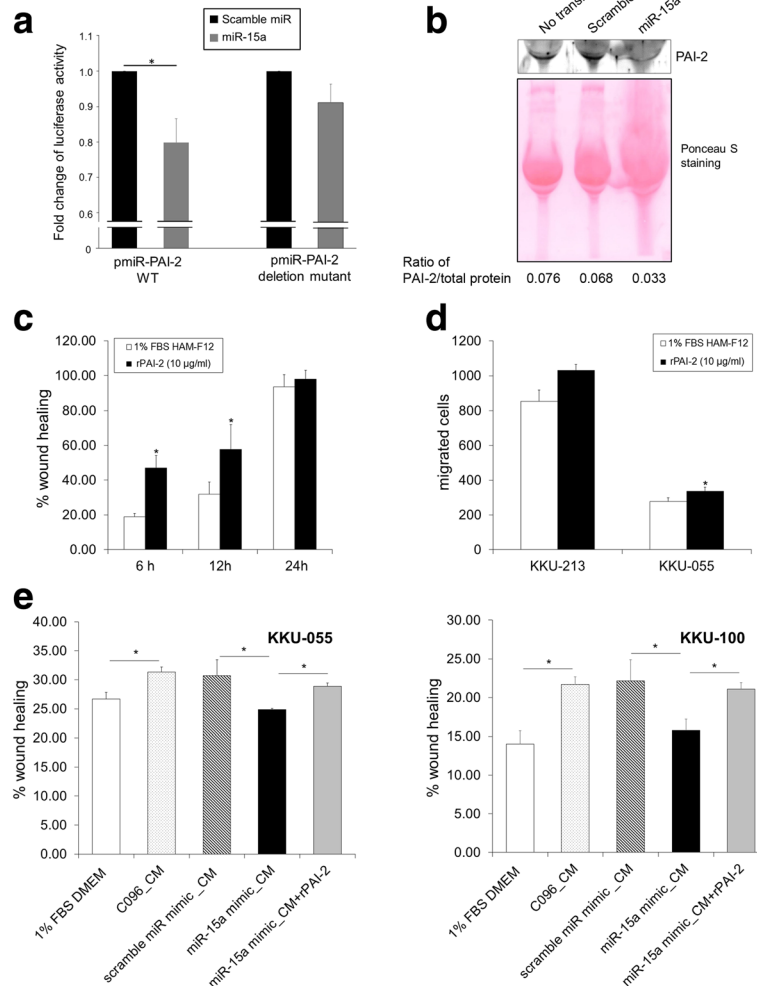 a
Scamble miR
miR-15a
Fold change of luciferase activity
1.1
1.0
0.9
0.8
0.7
0.6
0
*
pmiR-PAI-2
WT
pmiR-PAI-2
deletion mutant
b
No trans
Scramble
miR-15a
PAI-2
Ponceau S
staining
Ratio of
PAI-2/total protein
0.076
0.068
0.033
c
% wound healing
120.00
100.00
80.00
60.00
40.00
20.00
0.00
1% FBS HAM-F12
rPAI-2 (10 µg/ml)
*
*
6 h
12h
24h
d
migrated cells
1200
1000
800
600
400
200
0
1% FBS HAM-F12
rPAI-2 (10 µg/ml)
*
KKU-213
KKU-055
e
KKU-055
% wound healing
40.00
35.00
30.00
25.00
20.00
15.00
10.00
5.00
0.00
*
*
*
1% FBS DMEM
C096_CM
scramble miR mimic_CM
miR-15a mimic_CM
miR-15a mimic_CM+rPAI-2
KKU-100
% wound healing
30.00
25.00
20.00
15.00
10.00
5.00
0.00
*
*
*
1% FBS DMEM
C096_CM
scramble miR mimic_CM
miR-15a mimic_CM
miR-15a mimic_CM+rPAI-2